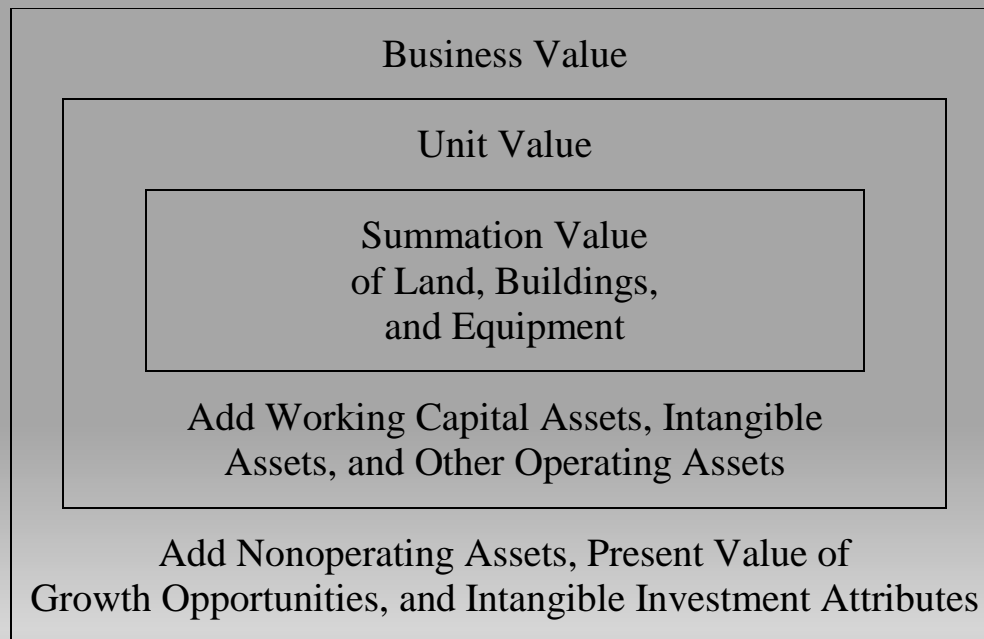 Business Value
Unit Value
Summation Value
of Land, Buildings,
and Equipment
Add Working Capital Assets, Intangible
Assets, and Other Operating Assets
Add Nonoperating Assets, Present Value of
Growth Opportunities, and Intangible Investment Attributes